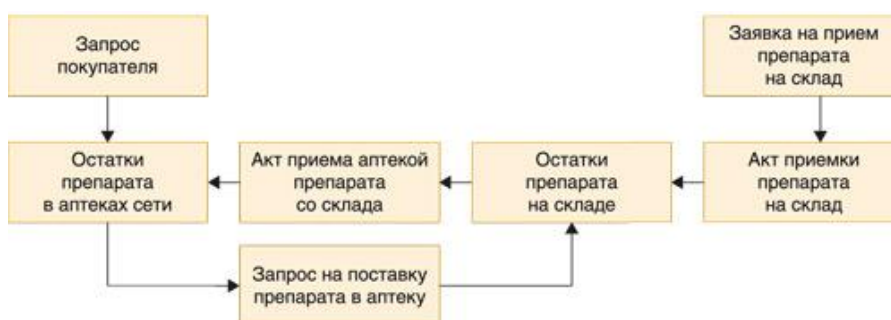 Запрос
покупателя
Заявка на прием
препарата
на склад
Остатки
препарата
в аптеках сети
Акт приема аптекой
препарата
со склада
Остатки
препарата
на складе
Акт приемки
препарата
на склад
Запрос на поставку
препарата в аптеку